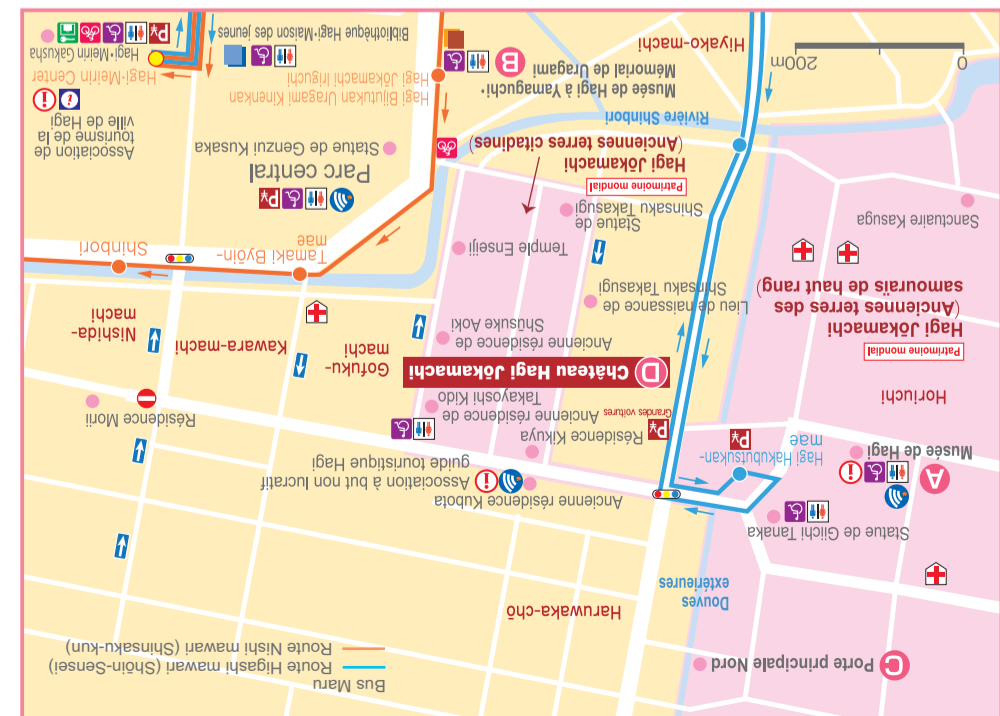 C
Porte principale Nord
Bus Maru
Route Higashi mawari (Shōin-Sensei)
Route Nishi mawari (Shinsaku-kun)
Haruwaka-chō
Douves
extérieures
Statue de Giichi Tanaka
A
Musée de Hagi
Hagi Hakubutsukan-
mae
P
Ancienne résidence Kubota
Association à but non lucratif
guide touristique Hagi
Résidence Kikuya
P
Grandes voitures
Ancienne résidence de
Takayoshi Kido
Résidence Morii
Horiuchi
D
Château Hagi Jōkamachi
Ancienne résidence de
Shūsuke Aoki
Gofuku-
machi
Kawara-machi
Nishida-
machi
Patrimoine mondial
Hagi Jōkamachi
(Anciennes terres des
samouraïs de haut rang)
Lieu de naissance de
Shinsaku Takasugi
Temple Enseiji
Tamaki Byōin-
mae
Shinbori
Sanctuaire Kasuga
Statue de
Shinsaku Takasugi
Patrimoine mondial
Hagi Jōkamachi
(Anciennes terres citadines)
P
Parc central
Statue de Genzui Kusaka
Rivière Shinbori
Association de
tourisme de la
ville de Hagi
i
B
Musée de Yamaguchi à Hagi•
Mémorial de Uragami
Hagi Bijutukan Uragami Kinenkan
Hagi Jōkamachi Iriguchi
Hagi-Meirin Center
Hagi•Meirin Gakusha
P
Bibliothèque Hagi•Maison des jeunes
Hiyako-machi
0
200m